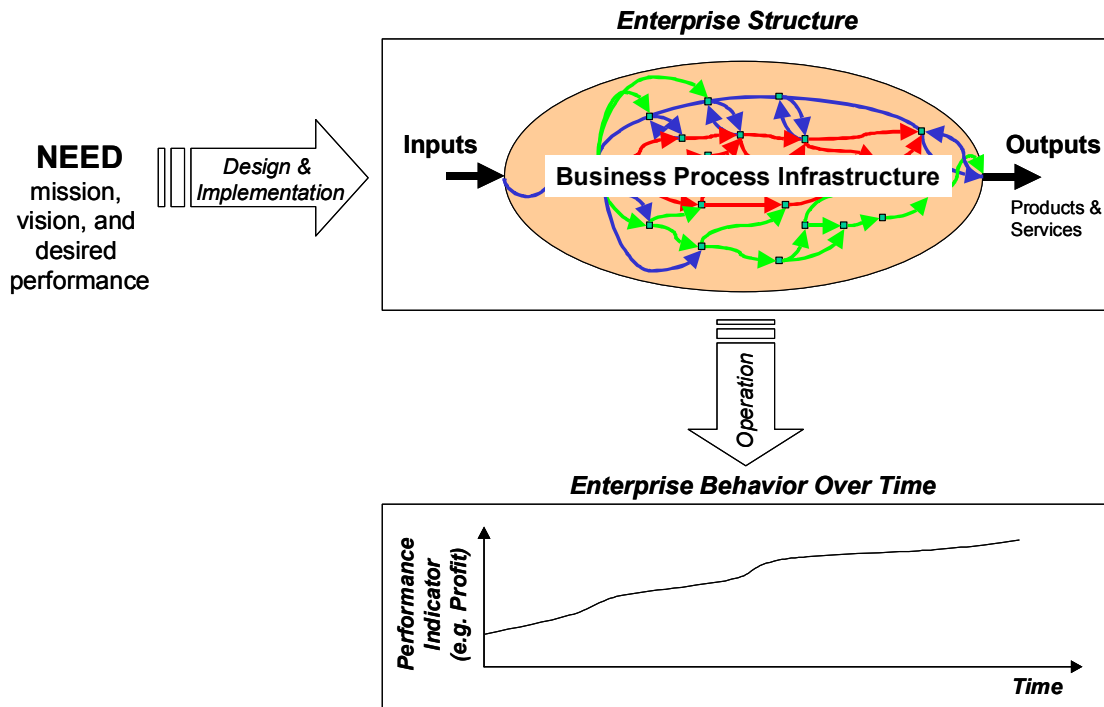 Enterprise Structure
NEED
mission,
vision, and
desired
performance
Design &
Implementation
Inputs
Business Process Infrastructure
Outputs
Products &
Services
Operation
Enterprise Behavior Over Time
Performance
Indicator
(e.g. Profit)
Time